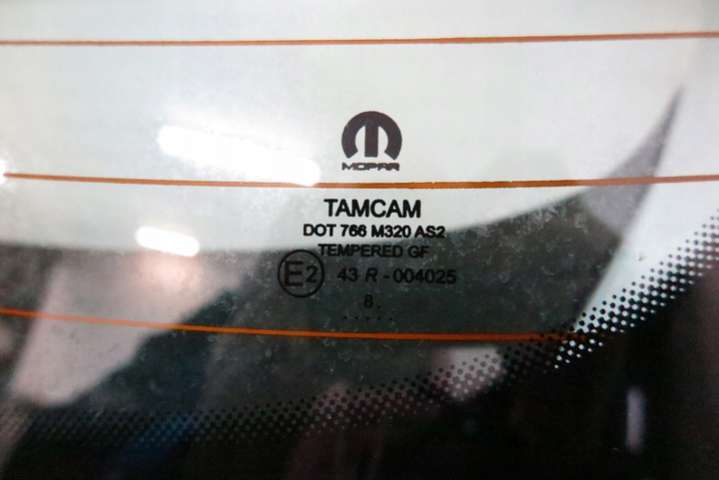 MOPAR
TAMCAM
DOT 766 M320 AS2
TEMPERED GF
E2 43 R - 004025
8 .
. . . . .